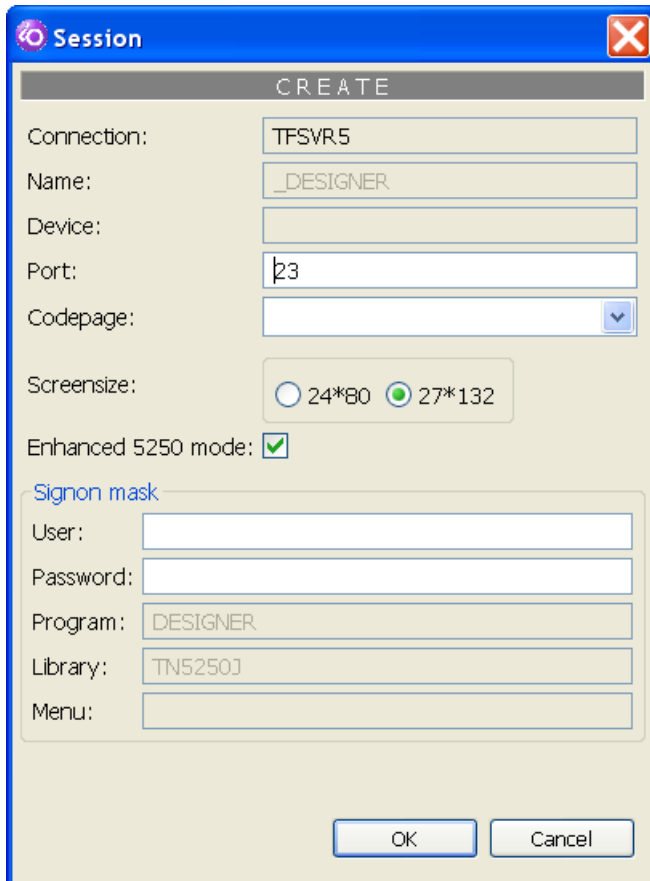 Session
CREATE
Connection: TFSVR5
Name: _DESIGNER
Device:
Port: 23
Codepage:
Screensize: 24*80 27*132
Enhanced 5250 mode:
Signon mask
User:
Password:
Program: DESIGNER
Library: TN5250J
Menu:
OK Cancel